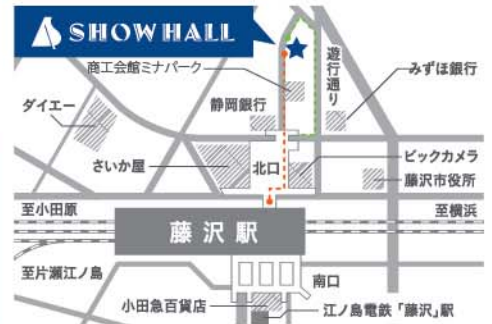 SHOW HALL
商工会館ミナパーク
遊行通り
みずほ銀行
ダイエー
静岡銀行
さいか屋
北口
ビックカメラ
藤沢市役所
至小田原
至横浜
藤沢駅
至片瀬江ノ島
南口
小田急百貨店
江ノ島電鉄「藤沢」駅